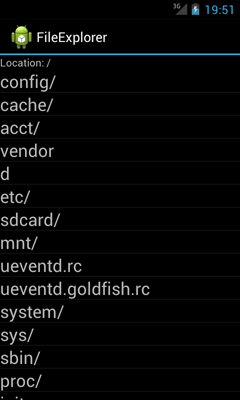 3G 19:51
FileExplorer
Location: /
config/
cache/
acct/
vendor
d
etc/
sdcard/
mnt/
ueventd.rc
ueventd.goldfish.rc
system/
sys/
sbin/
proc/